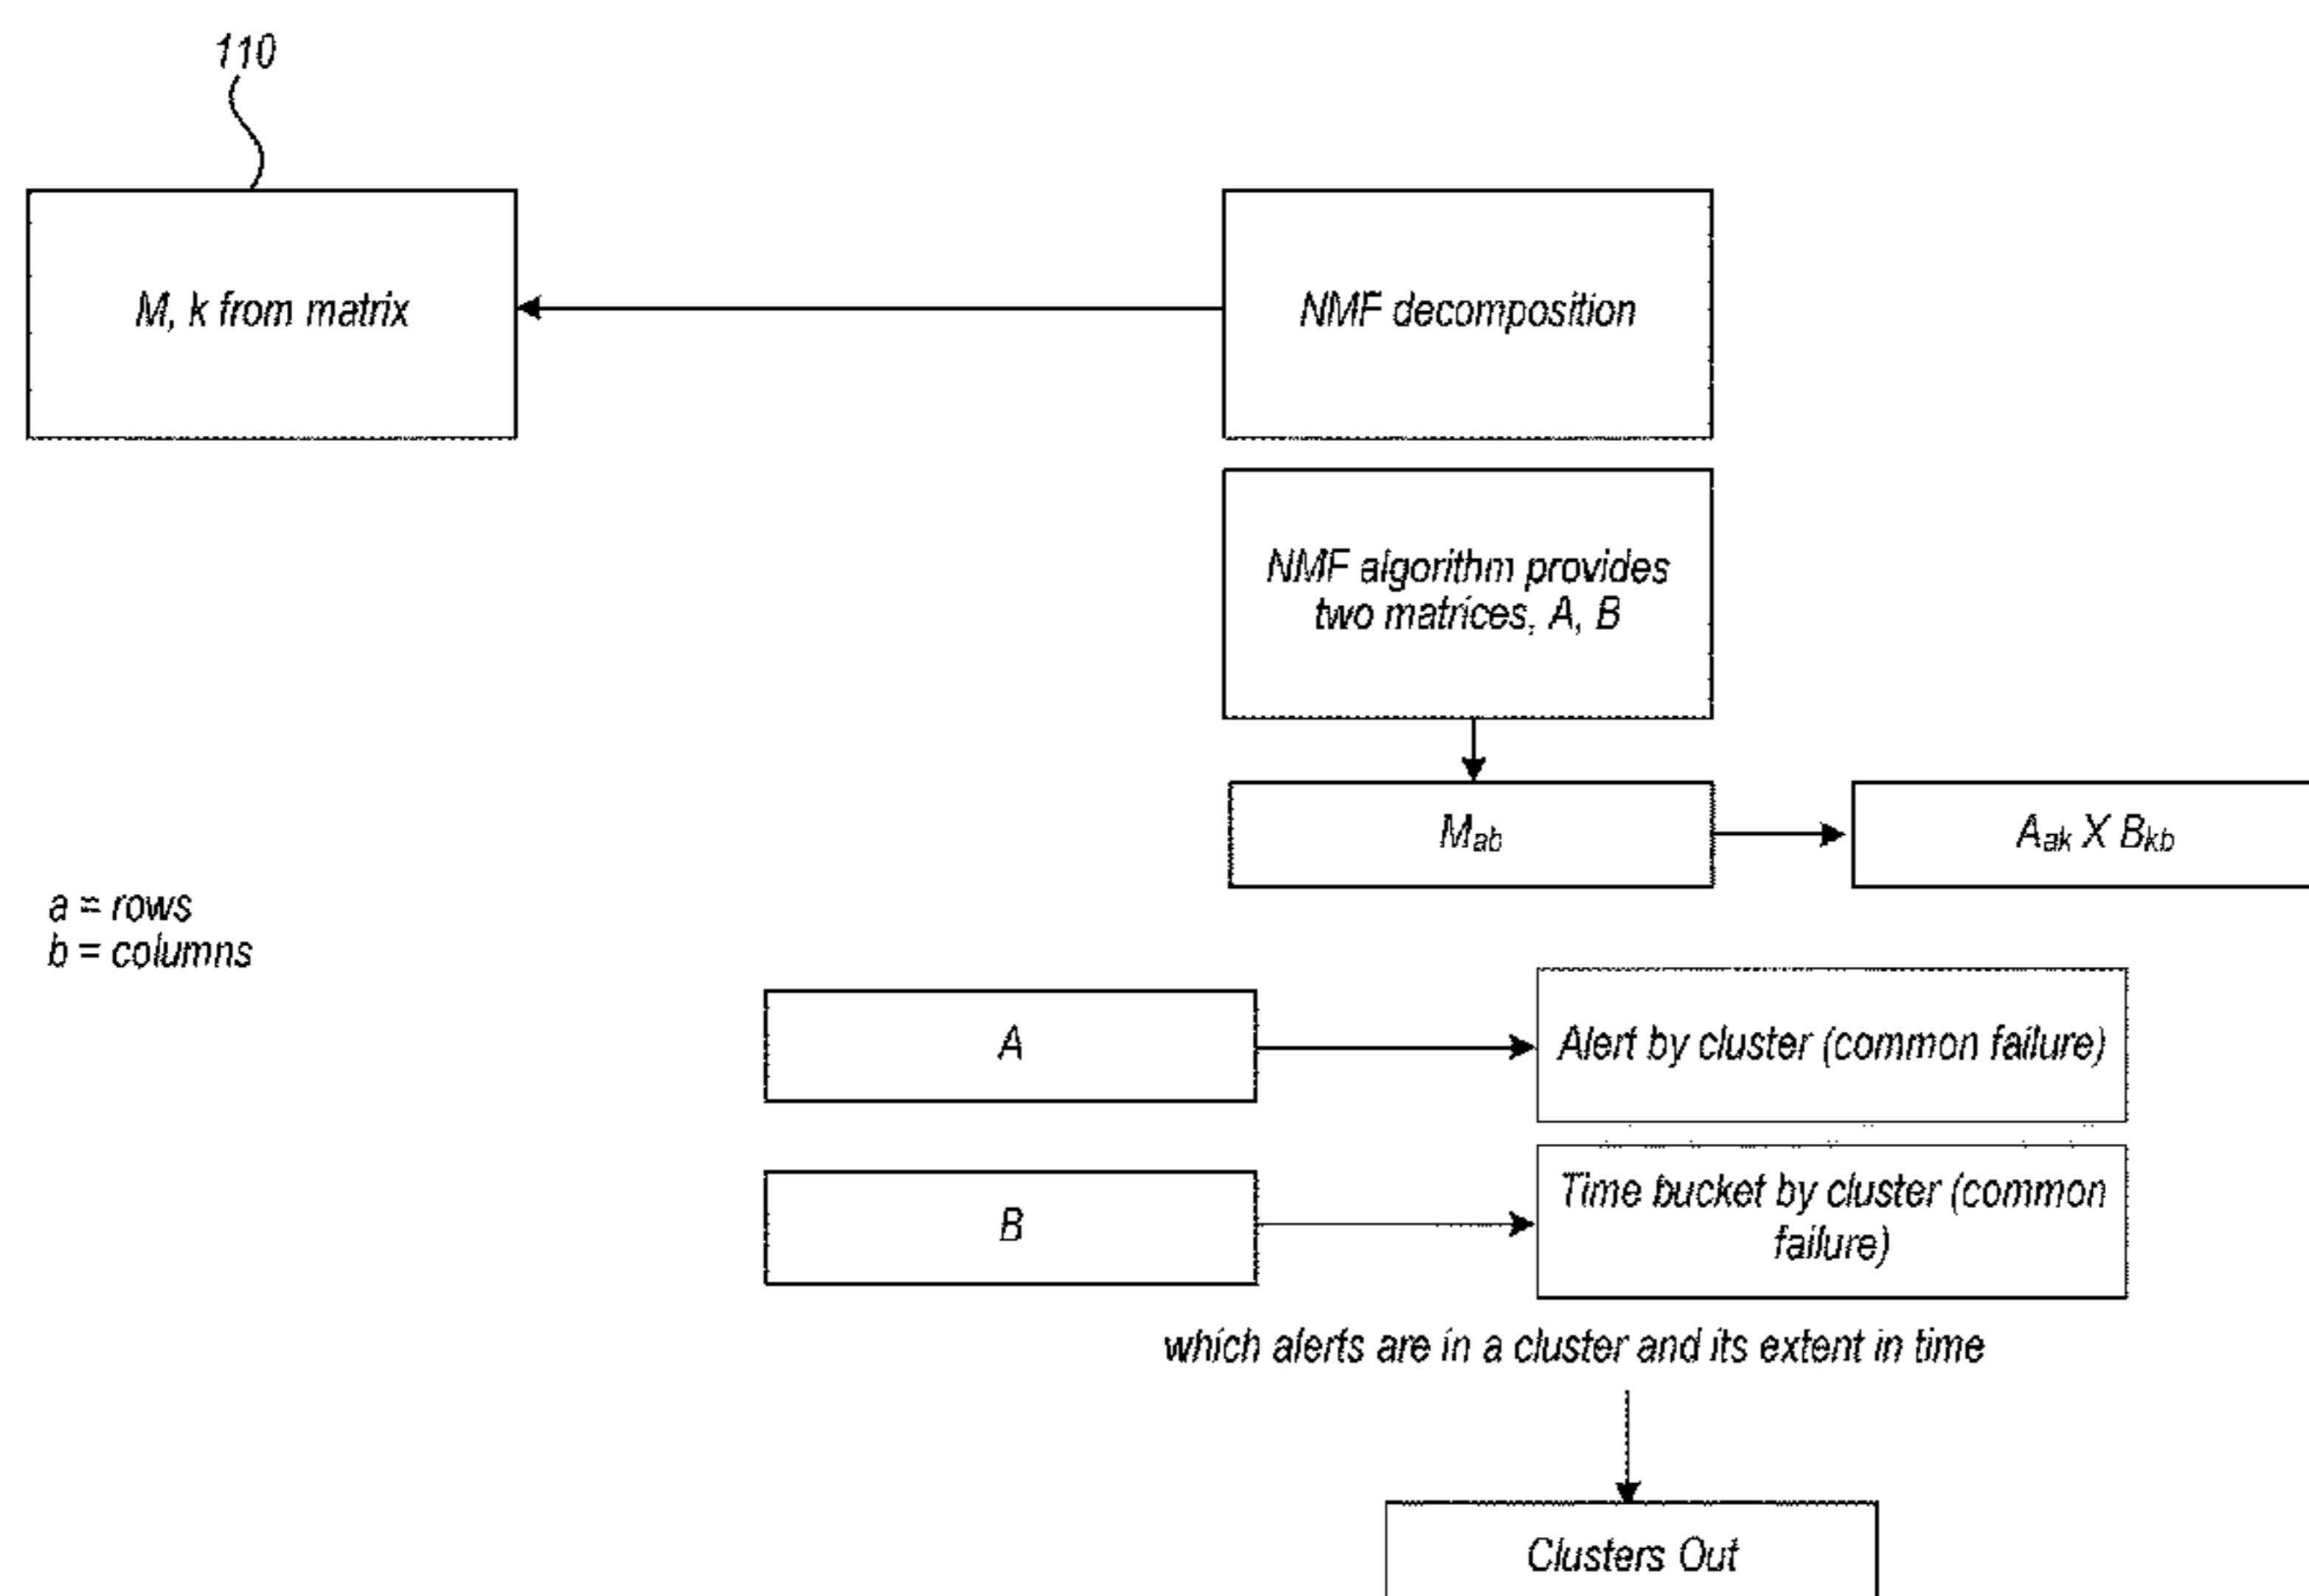 110
M, k from matrix
NMF decomposition
NMF algorithm provides
two matrices, A, B
Mab
Aak X Bkb
a = rows
b = columns
A
Alert by cluster (common failure)
B
Time bucket by cluster (common
failure)
which alerts are in a cluster and its extent in time
Clusters Out